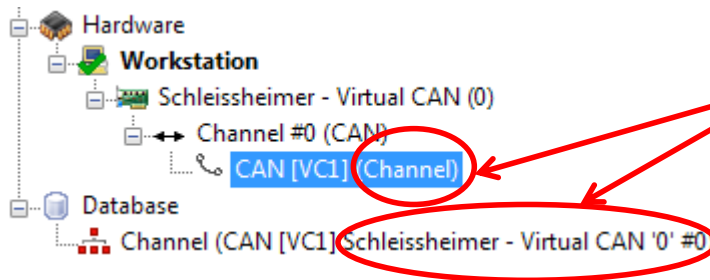 Hardware
Workstation
Schleissheimer - Virtual CAN (0)
Channel #0 (CAN)
CAN [VC1] (Channel)
Database
Channel (CAN [VC1] Schleissheimer - Virtual CAN '0' #0